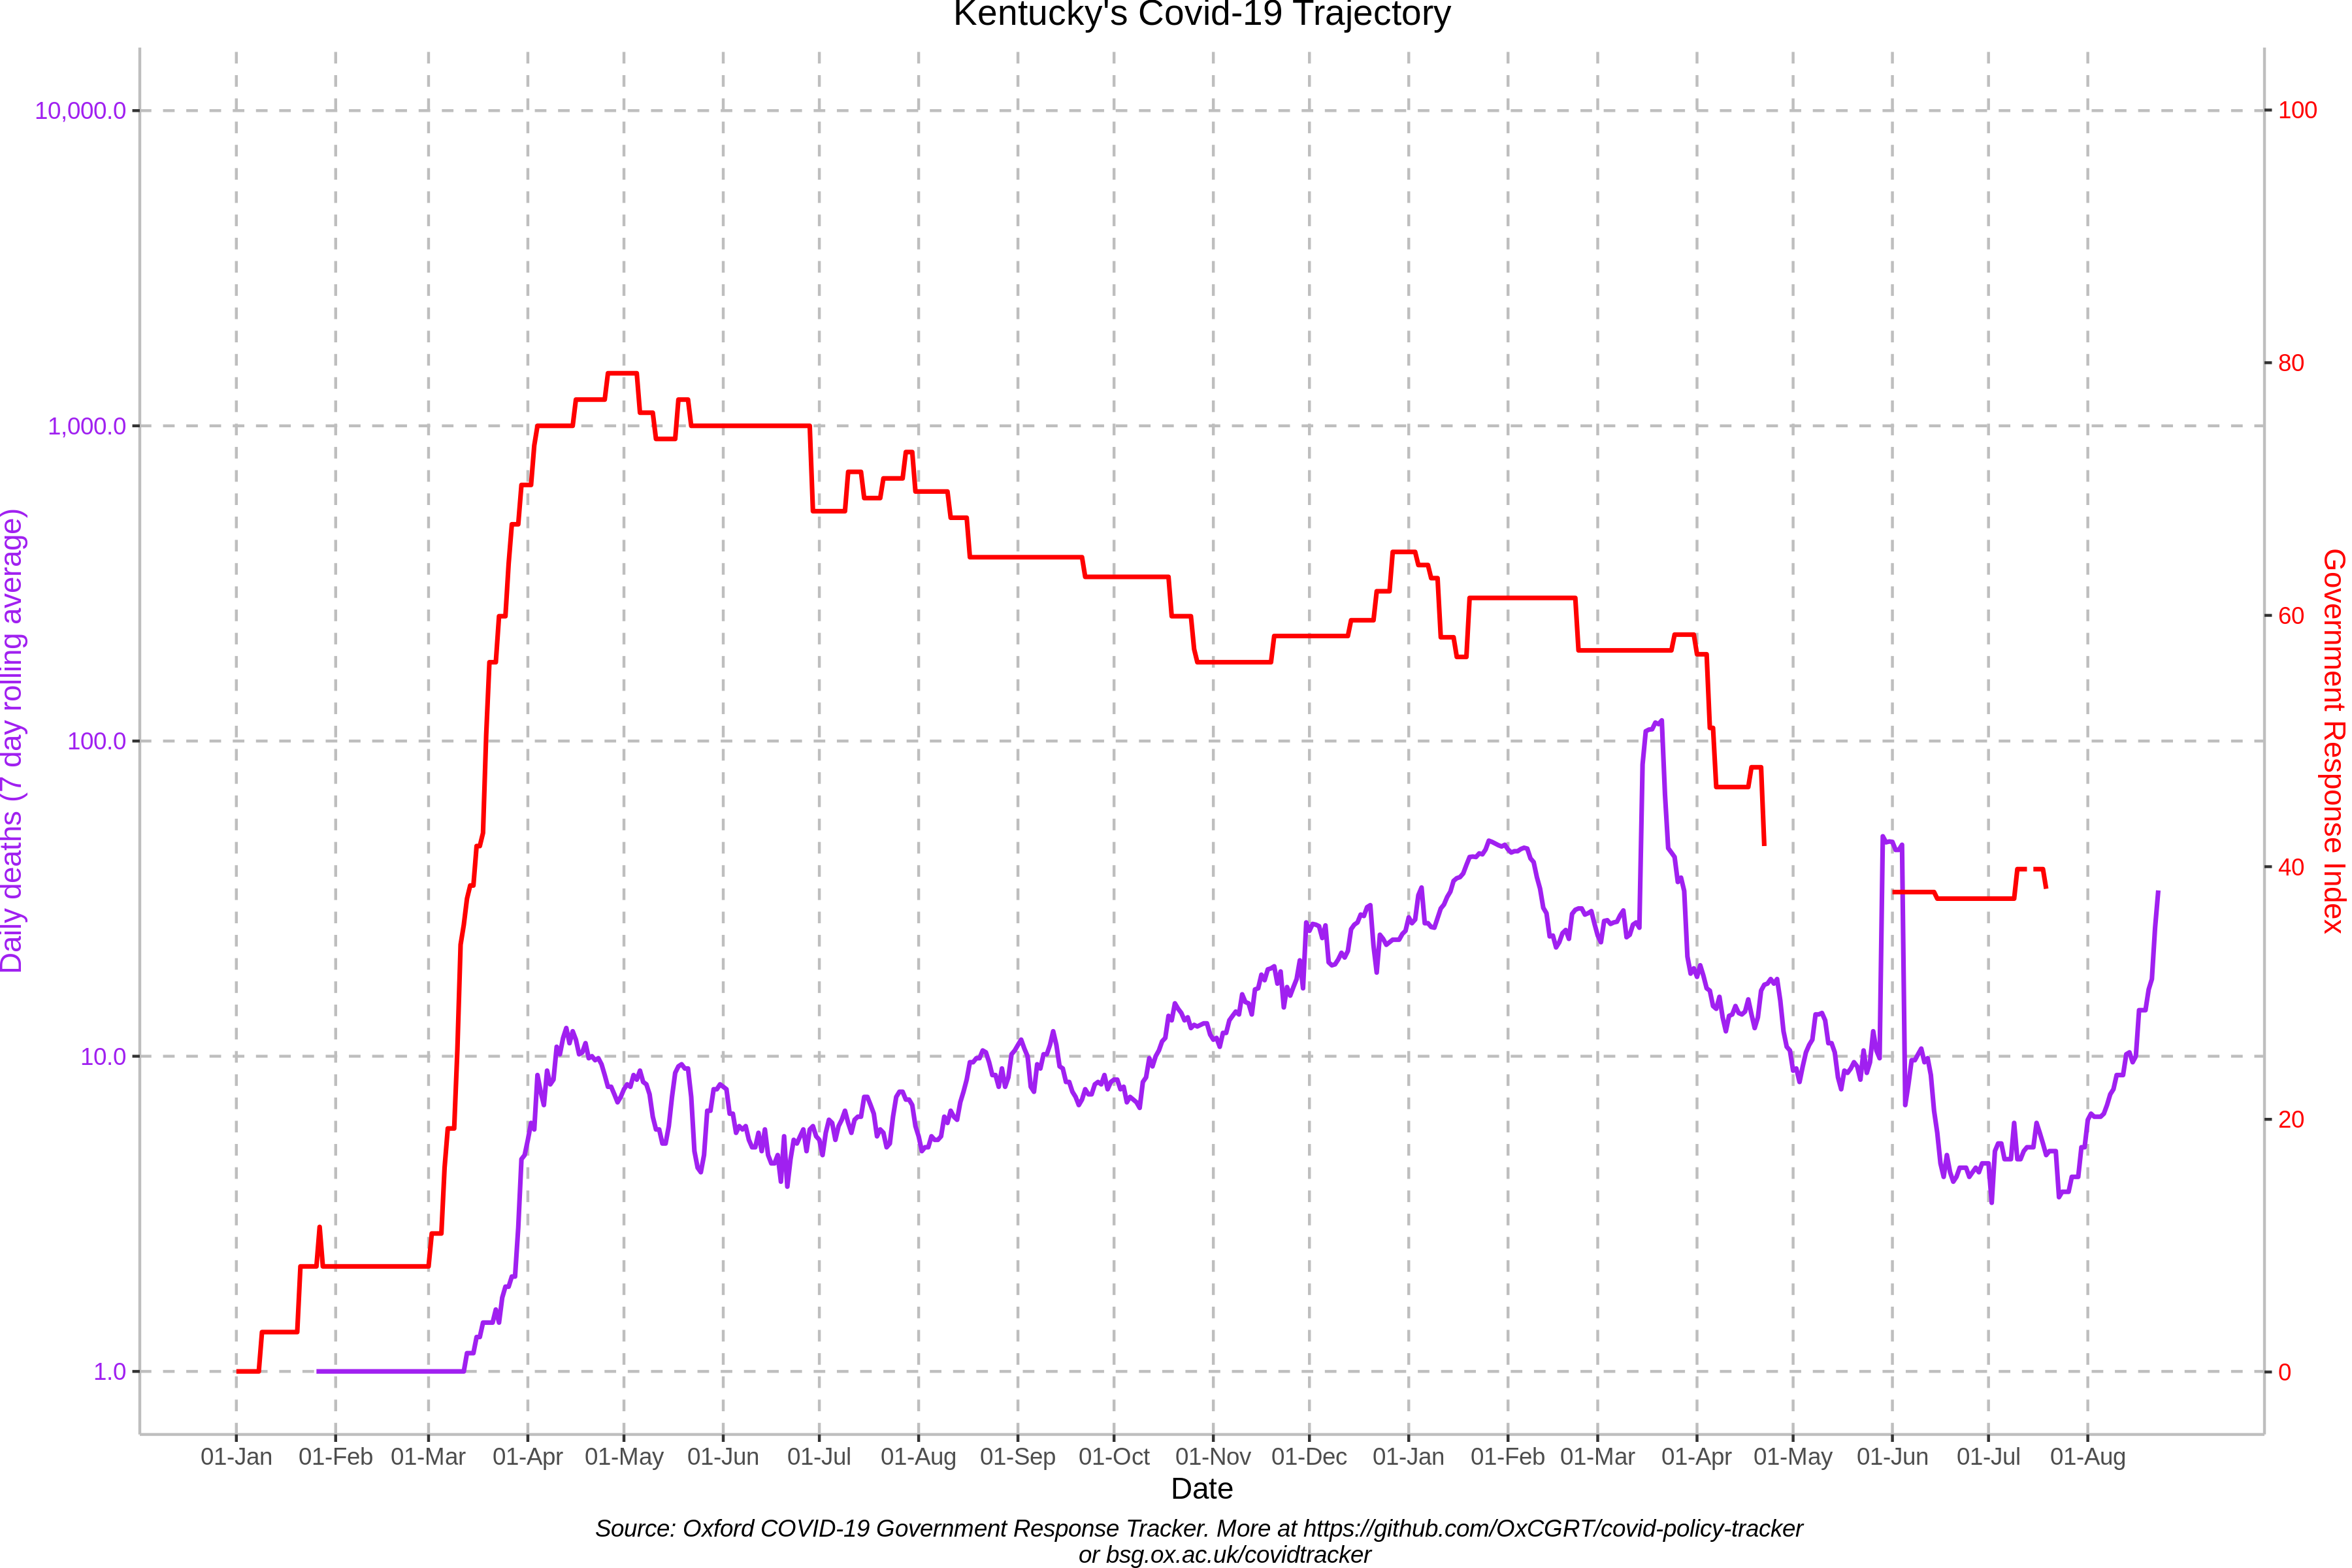 Kentucky's Covid-19 Trajectory
10,000.0
1,000.0
100.0
10.0
1.0
Daily deaths (7 day rolling average)
100
80
60
40
20
0
Government Response Index
01-Jan 01-Feb 01-Mar 01-Apr 01-May 01-Jun 01-Jul 01-Aug 01-Sep 01-Oct 01-Nov 01-Dec 01-Jan 01-Feb 01-Mar 01-Apr 01-May 01-Jun 01-Jul 01-Aug
Date
Source: Oxford COVID-19 Government Response Tracker. More at https://github.com/OxCGRT/covid-policy-tracker
or bsg.ox.ac.uk/covidtracker